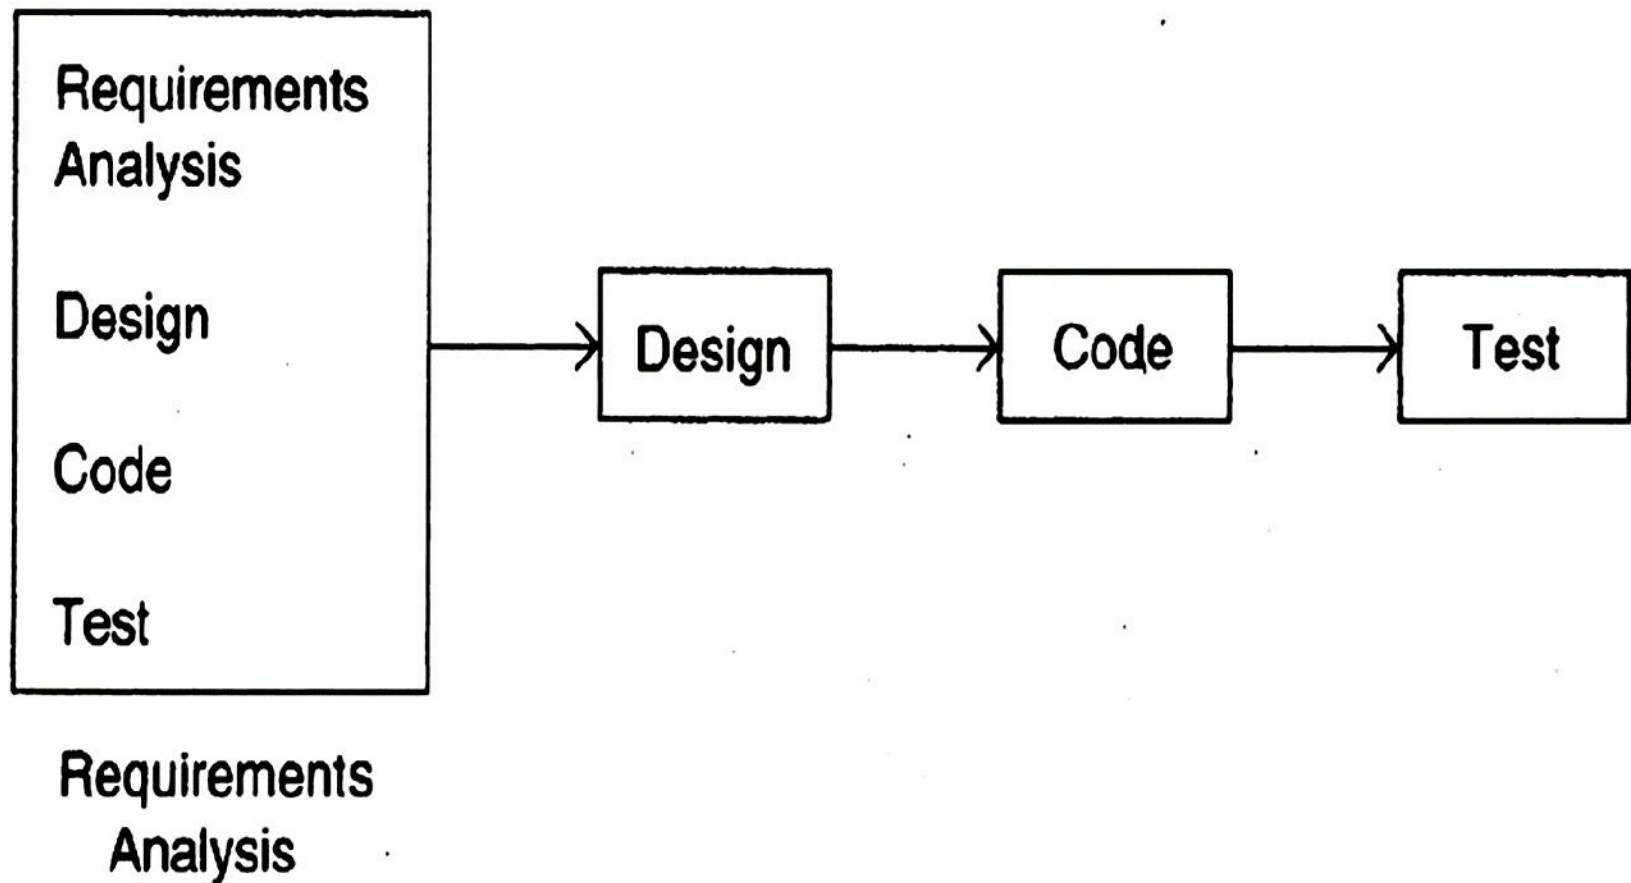 Requirements
Analysis
Design
Code
Test
Requirements
Analysis
Design
Code
Test